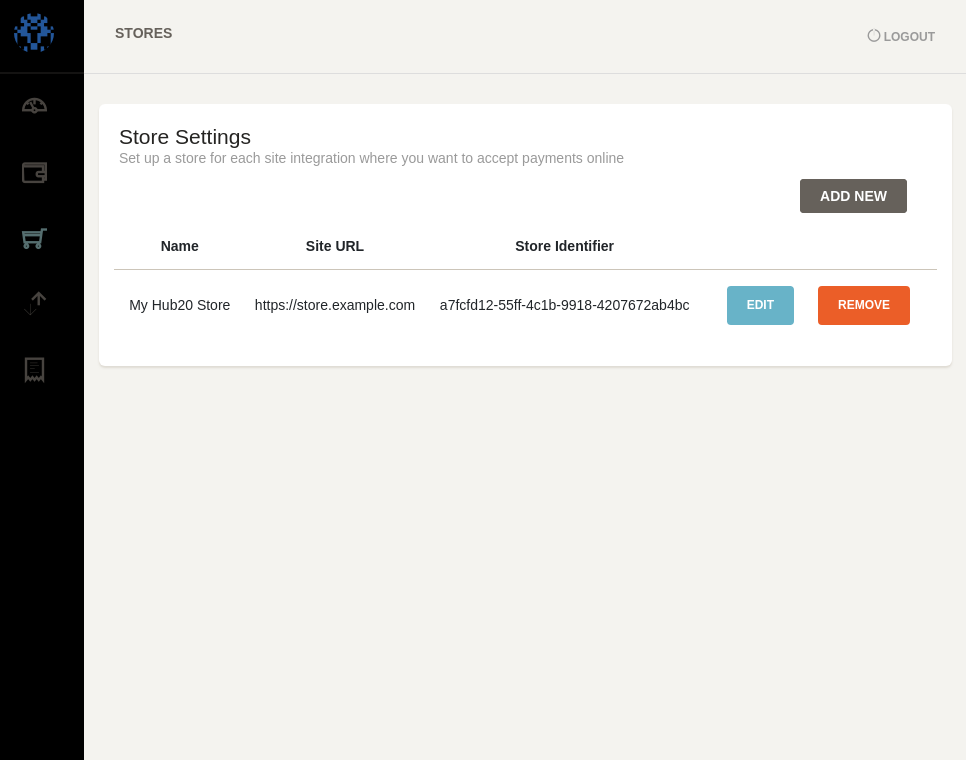 STORES
LOGOUT
Store Settings
Set up a store for each site integration where you want to accept payments online
ADD NEW
Name Site URL Store Identifier
My Hub20 Store https://store.example.com a7fcfd12-55ff-4c1b-9918-4207672ab4bc EDIT REMOVE